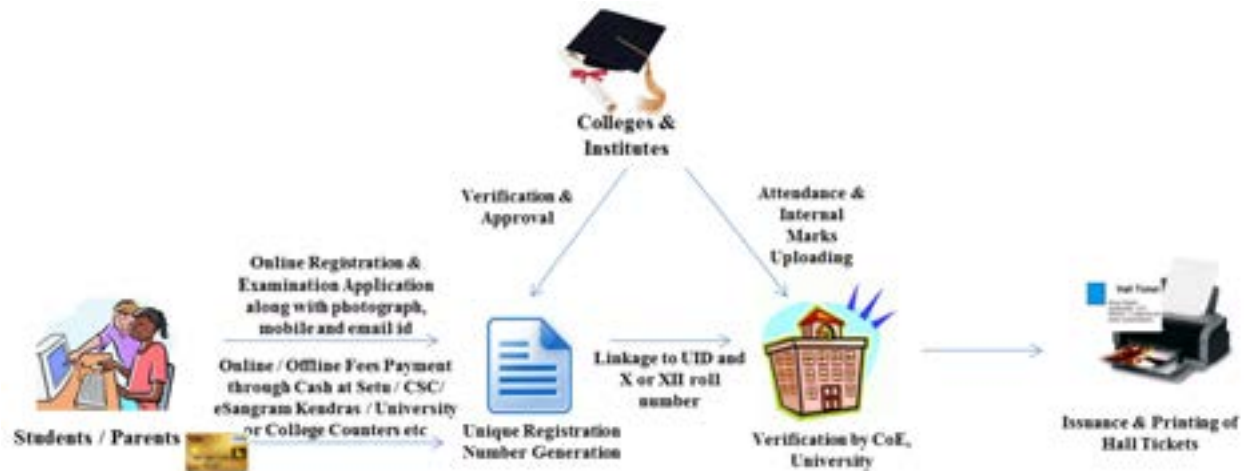 Colleges &
Institutes
Verification &
Approval
Attendance &
Internal
Marks
Uploading
Online Registration &
Examination Application
along with photograph,
mobile and email id
Online / Offline Fees Payment
through Cash at Setu / CSC/
eSangram Kendras / University
or College Counters etc
Students / Parents
Unique Registration
Number Generation
Linkage to UID and
X or XII roll
number
Verification by CoE,
University
Hall Ticket
Issuance & Printing of
Hall Tickets